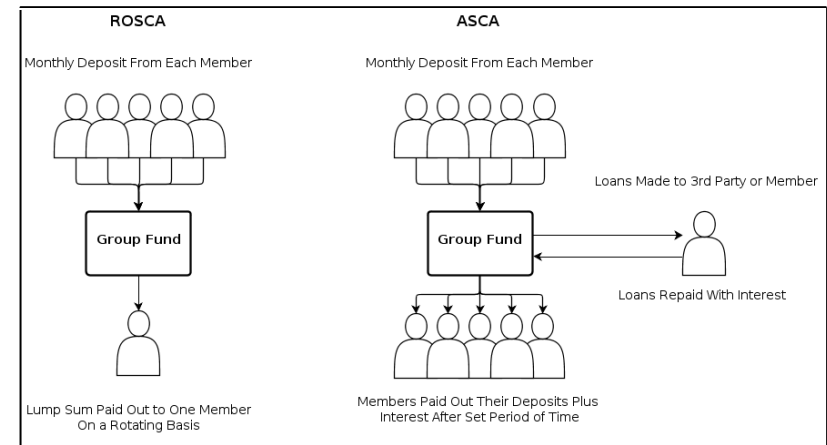 ROSCA
Monthly Deposit From Each Member
Group Fund
Lump Sum Paid Out to One Member
On a Rotating Basis
ASCA
Monthly Deposit From Each Member
Group Fund
Loans Made to 3rd Party or Member
Loans Repaid With Interest
Members Paid Out Their Deposits Plus
Interest After Set Period of Time